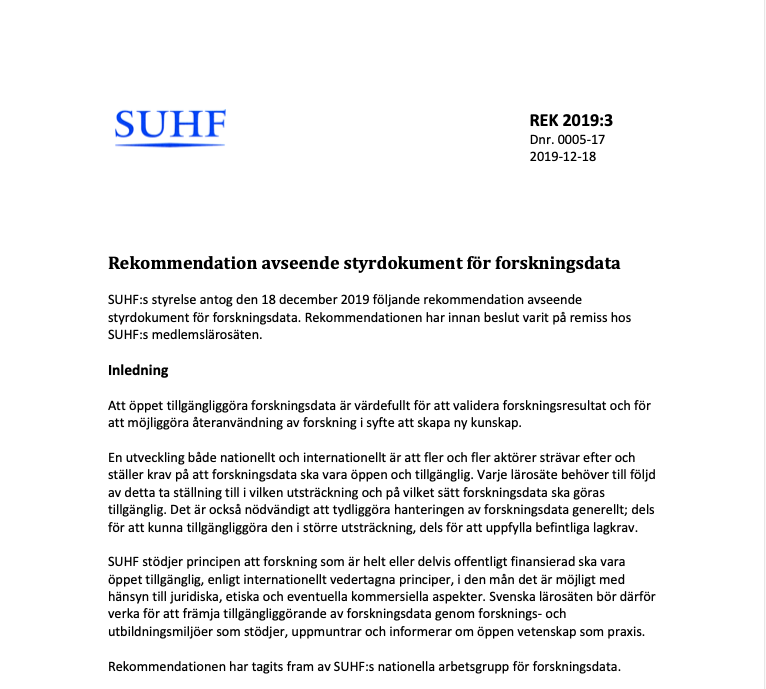 SUHF
REK 2019:3
Dnr. 0005-17
2019-12-18
Rekommendation avseende styrdokument för forskningsdata
SUHF:s styrelse antog den 18 december 2019 följande rekommendation avseende
styrdokument för forskningsdata. Rekommendationen har innan beslut varit på remiss hos
SUHF:s medlemslärosäten.
Inledning
Att öppet tillgängliggöra forskningsdata är värdefullt för att validera forskningsresultat och för
att möjliggöra återanvändning av forskning i syfte att skapa ny kunskap.
En utveckling både nationellt och internationellt är att fler och fler aktörer strävar efter och
ställer krav på att forskningsdata ska vara öppen och tillgänglig. Varje lärosäte behöver till följd
av detta ta ställning till i vilken utsträckning och på vilket sätt forskningsdata ska göras
tillgänglig. Det är också nödvändigt att tydliggöra hanteringen av forskningsdata generellt; dels
för att kunna tillgängliggöra den i större utsträckning, dels för att uppfylla befintliga lagkrav.
SUHF stödjer principen att forskning som är helt eller delvis offentligt finansierad ska vara
öppet tillgänglig, enligt internationellt vedertagna principer, i den mån det är möjligt med
hänsyn till juridiska, etiska och eventuella kommersiella aspekter. Svenska lärosäten bör därför
verka för att främja tillgängliggörande av forskningsdata genom forsknings- och
utbildningsmiljöer som stödjer, uppmuntrar och informerar om öppen vetenskap som praxis.
Rekommendationen har tagits fram av SUHF:s nationella arbetsgrupp för forskningsdata.